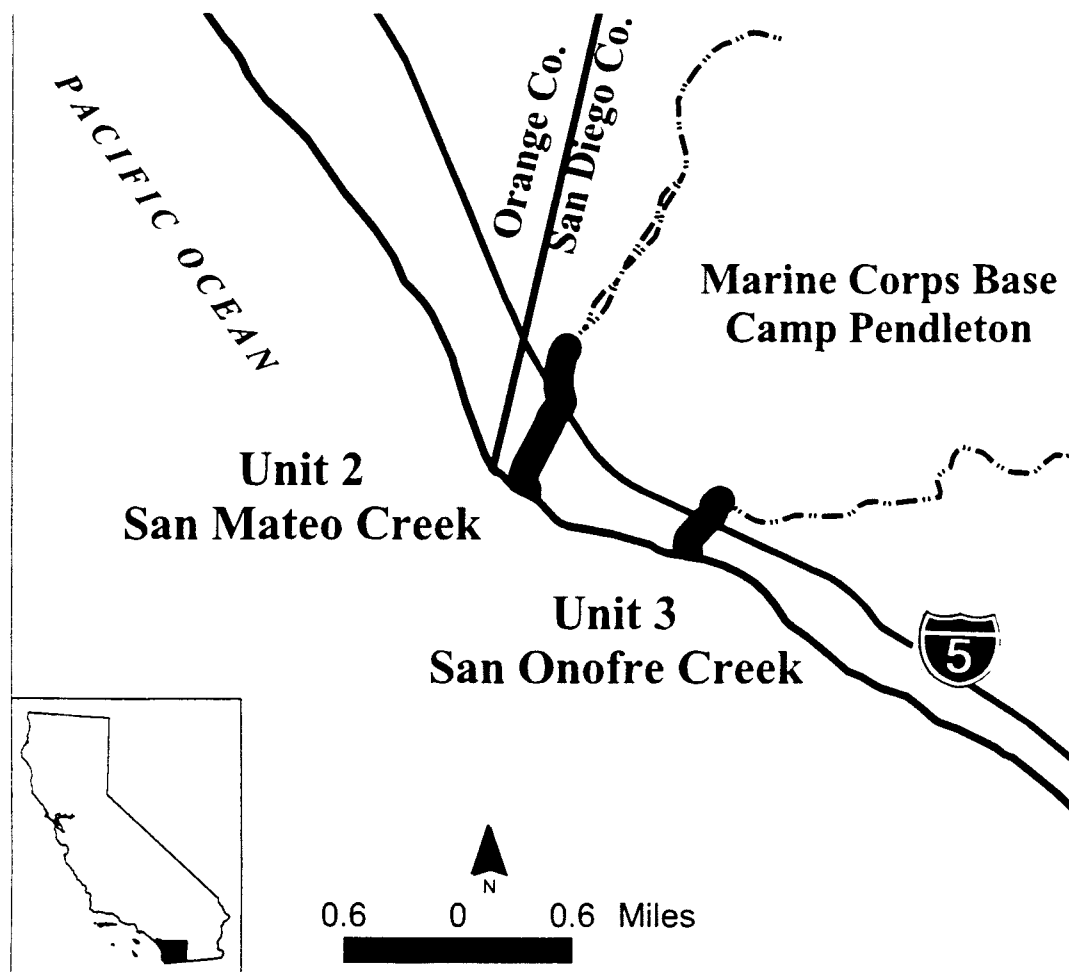 PACIFIC OCEAN
Orange Co.
San Diego Co.
Marine Corps Base
Camp Pendleton
Unit 2
San Mateo Creek
Unit 3
San Onofre Creek
5
N
0.6 0 0.6 Miles